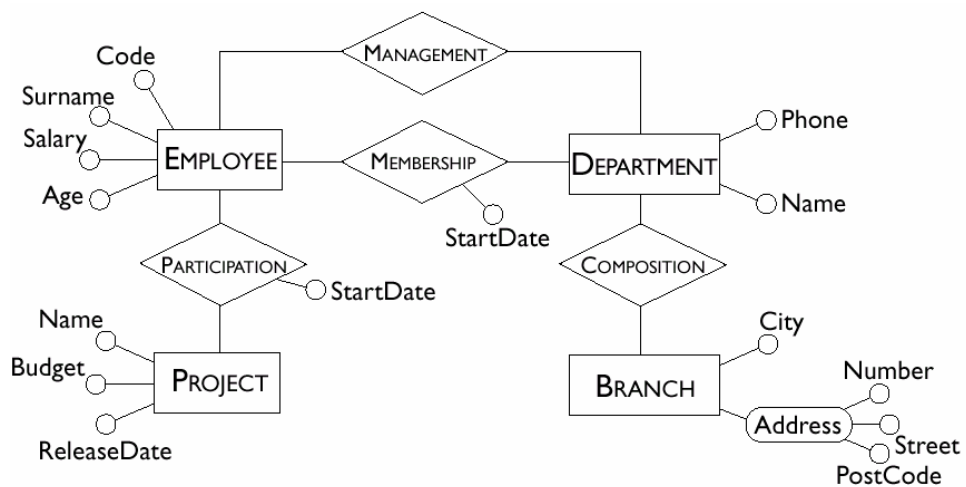 MANAGEMENT
Code
Surname
Salary
Age
EMPLOYEE
MEMBERSHIP
StartDate
DEPARTMENT
Phone
Name
PARTICIPATION
StartDate
COMPOSITION
Name
Budget
ReleaseDate
PROJECT
BRANCH
City
Address
Number
Street
PostCode